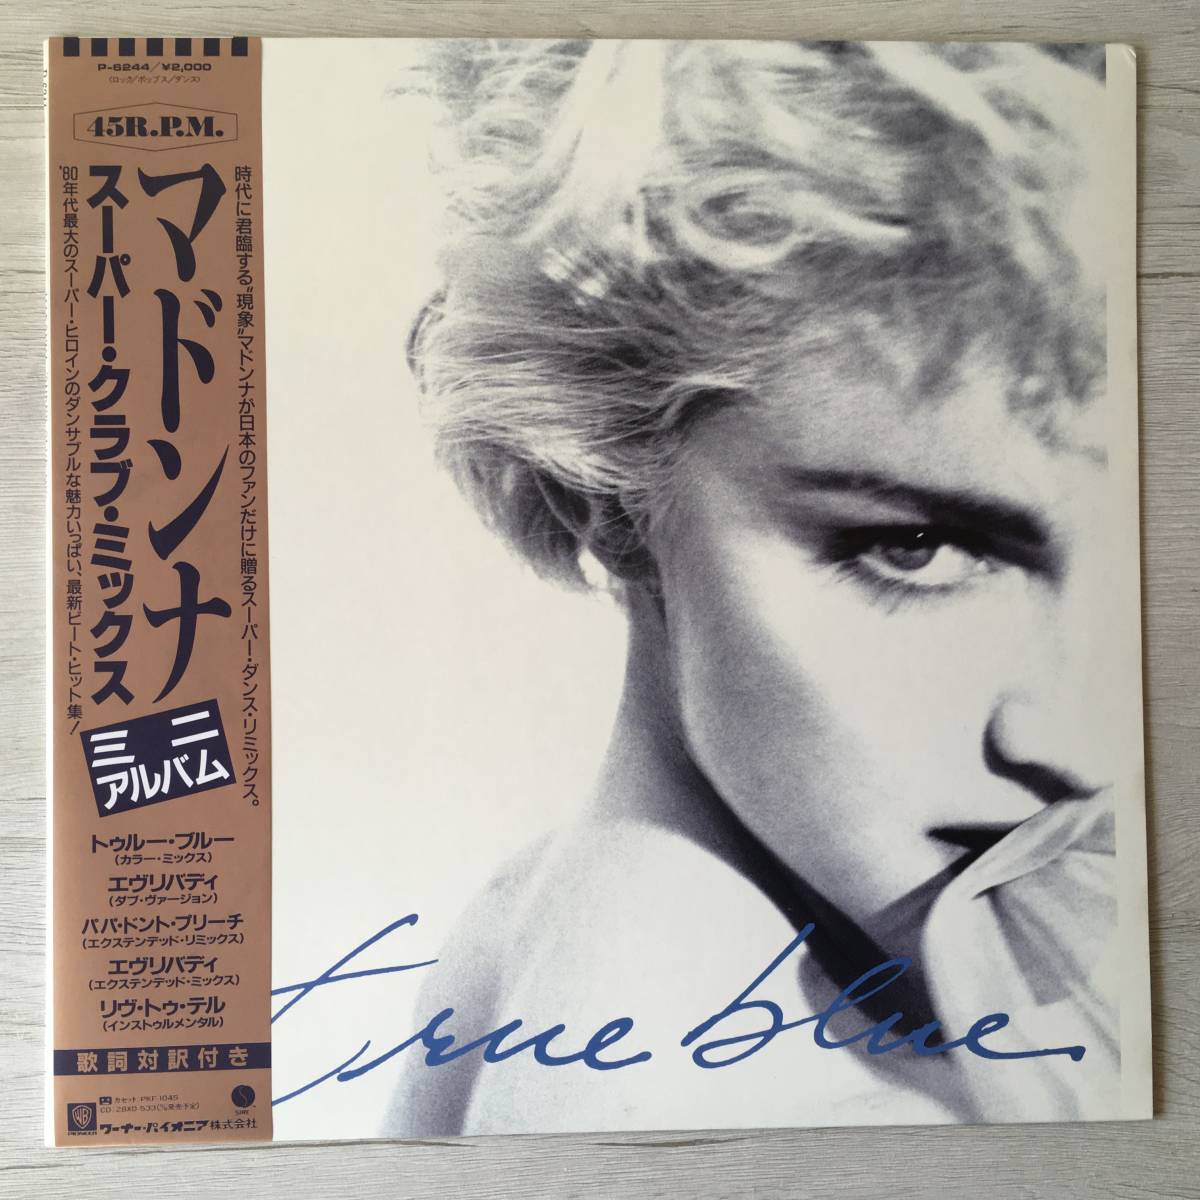 P-6244/¥2,000
(ロック/ポップス/ダンス)
45R.P.M.
時代に君臨する"現象"マドンナが日本のファンだけに贈るスーパー・ダンス・リミックス。
マドンナ
スーパー・クラブ・ミックス
'80年代最大のスーパー・ヒロインのダンサブルな魅力いっぱい、最新ビート・ヒット集!
ミニ
アルバム
トゥルー・ブルー
(カラー・ミックス)
エヴリバディ
(ダブ・ヴァージョン)
パパ・ドント・プリーチ
(エクステンデッド・リミックス)
エヴリバディ
(エクステンデッド・ミックス)
リヴ・トゥ・テル
(インストゥルメンタル)
歌詞対訳付き
カセット:PKF-1045
CD:28XD-533
WB
PIONEER
SIRE
ワーナー・パイオニア株式会社
true blue